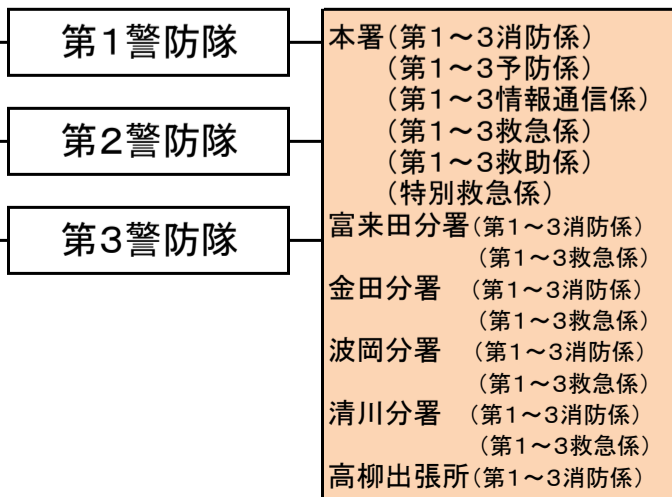 第1警防隊
第2警防隊
第3警防隊
本署(第1～3消防係)
(第1～3予防係)
(第1～3情報通信係)
(第1～3救急係)
(第1～3救助係)
(特別救急係)
富来田分署(第1～3消防係)
(第1～3救急係)
金田分署 (第1～3消防係)
(第1～3救急係)
波岡分署 (第1～3消防係)
(第1～3救急係)
清川分署 (第1～3消防係)
(第1～3救急係)
高柳出張所(第1～3消防係)